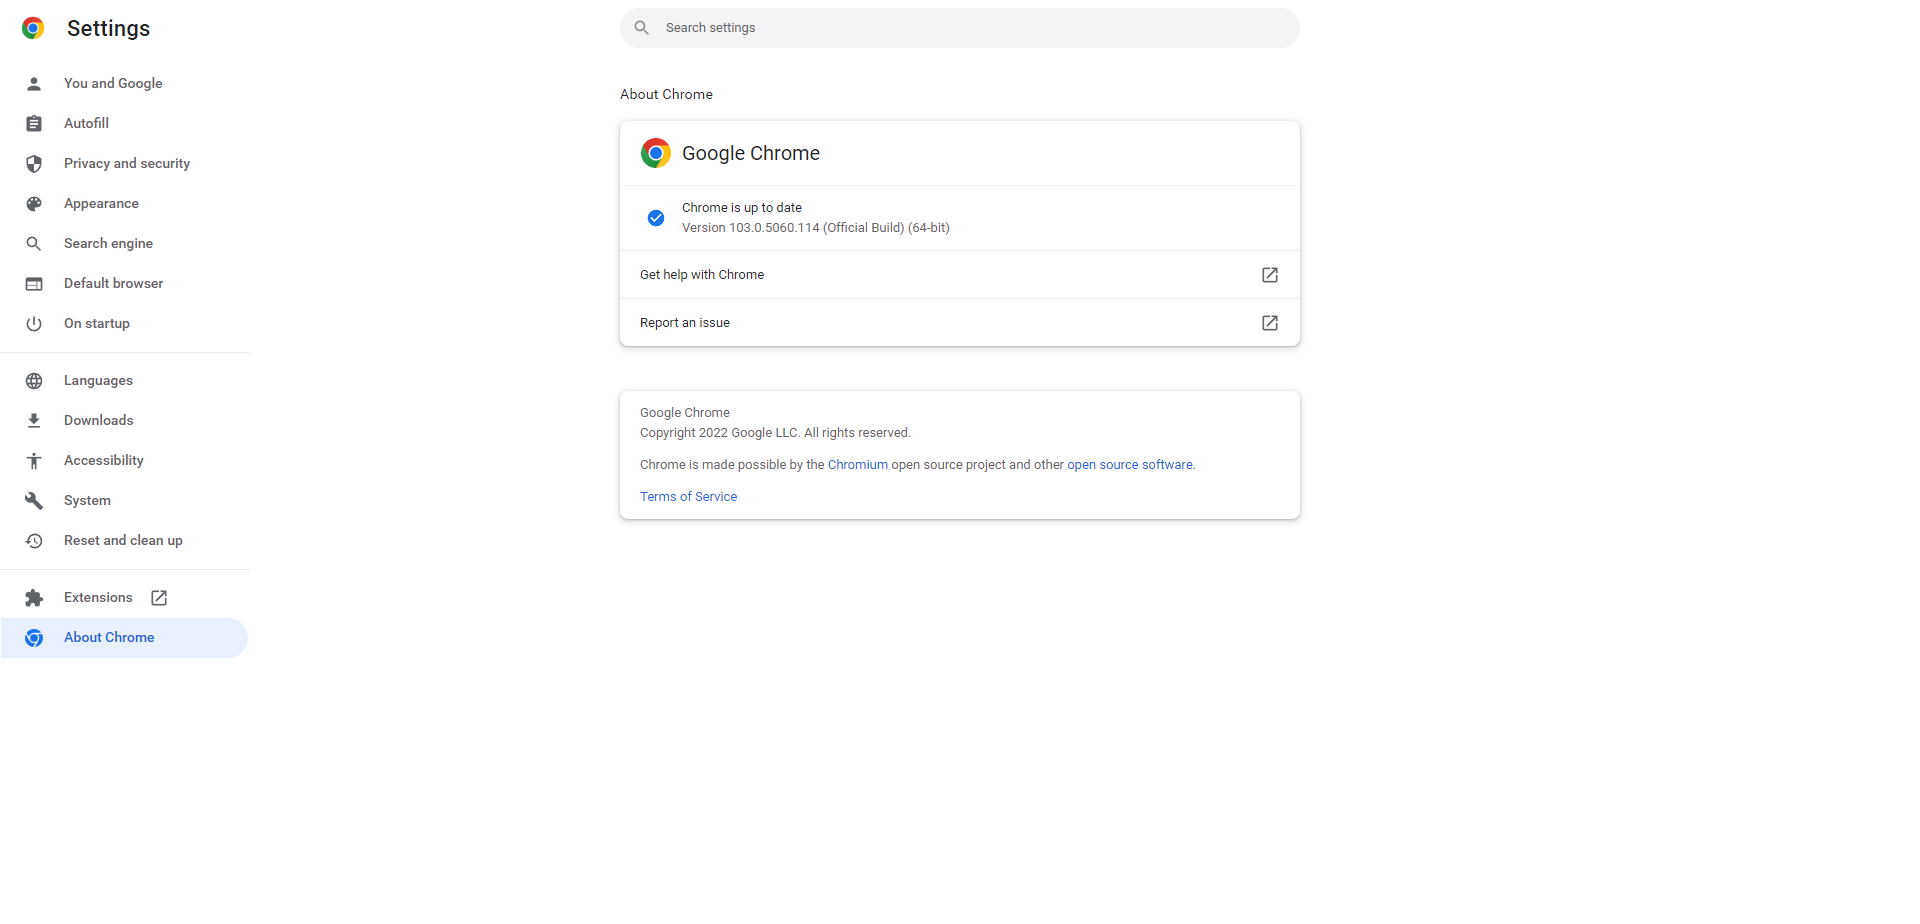 Settings
Search settings
You and Google
Autofill
Privacy and security
Appearance
Search engine
Default browser
On startup
Languages
Downloads
Accessibility
System
Reset and clean up
Extensions
About Chrome
About Chrome
Google Chrome
Chrome is up to date
Version 103.0.5060.114 (Official Build) (64-bit)
Get help with Chrome
Report an issue
Google Chrome
Copyright 2022 Google LLC. All rights reserved.
Chrome is made possible by the Chromium open source project and other open source software.
Terms of Service